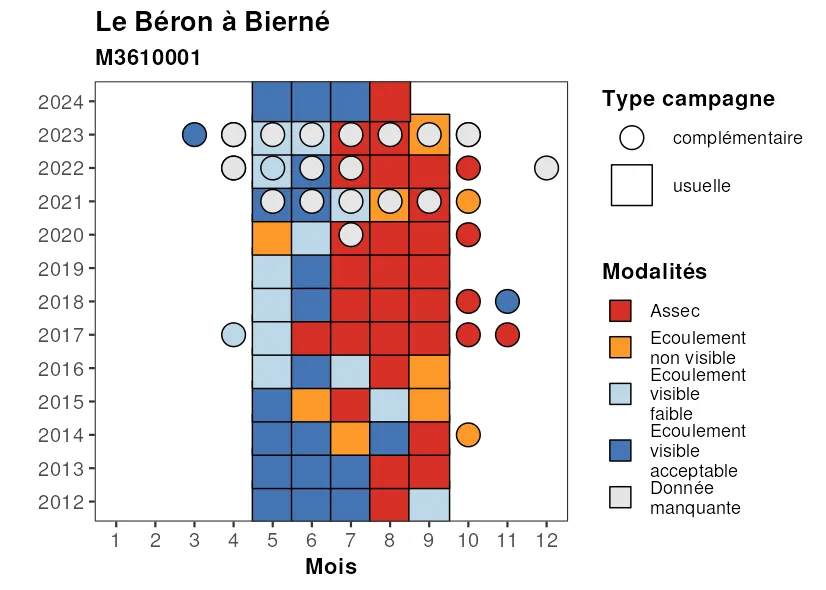 Le Béron à Bierné
M3610001
2024
2023
2022
2021
2020
2019
2018
2017
2016
2015
2014
2013
2012
1 2 3 4 5 6 7 8 9 10 11 12
Mois
Type campagne
complémentaire
usuelle
Modalités
Assec
Ecoulement
non visible
Ecoulement
visible
faible
Ecoulement
visible
acceptable
Donnée
manquante